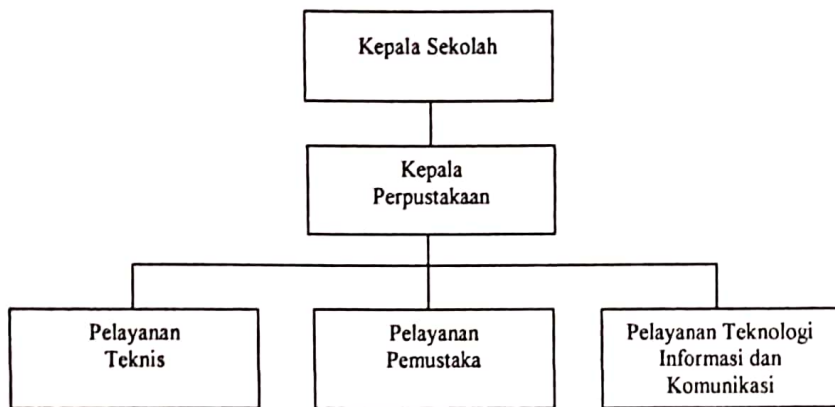 Kepala Sekolah
Kepala
Perpustakaan
Pelayanan
Teknis
Pelayanan
Pemustaka
Pelayanan Teknologi
Informasi dan
Komunikasi